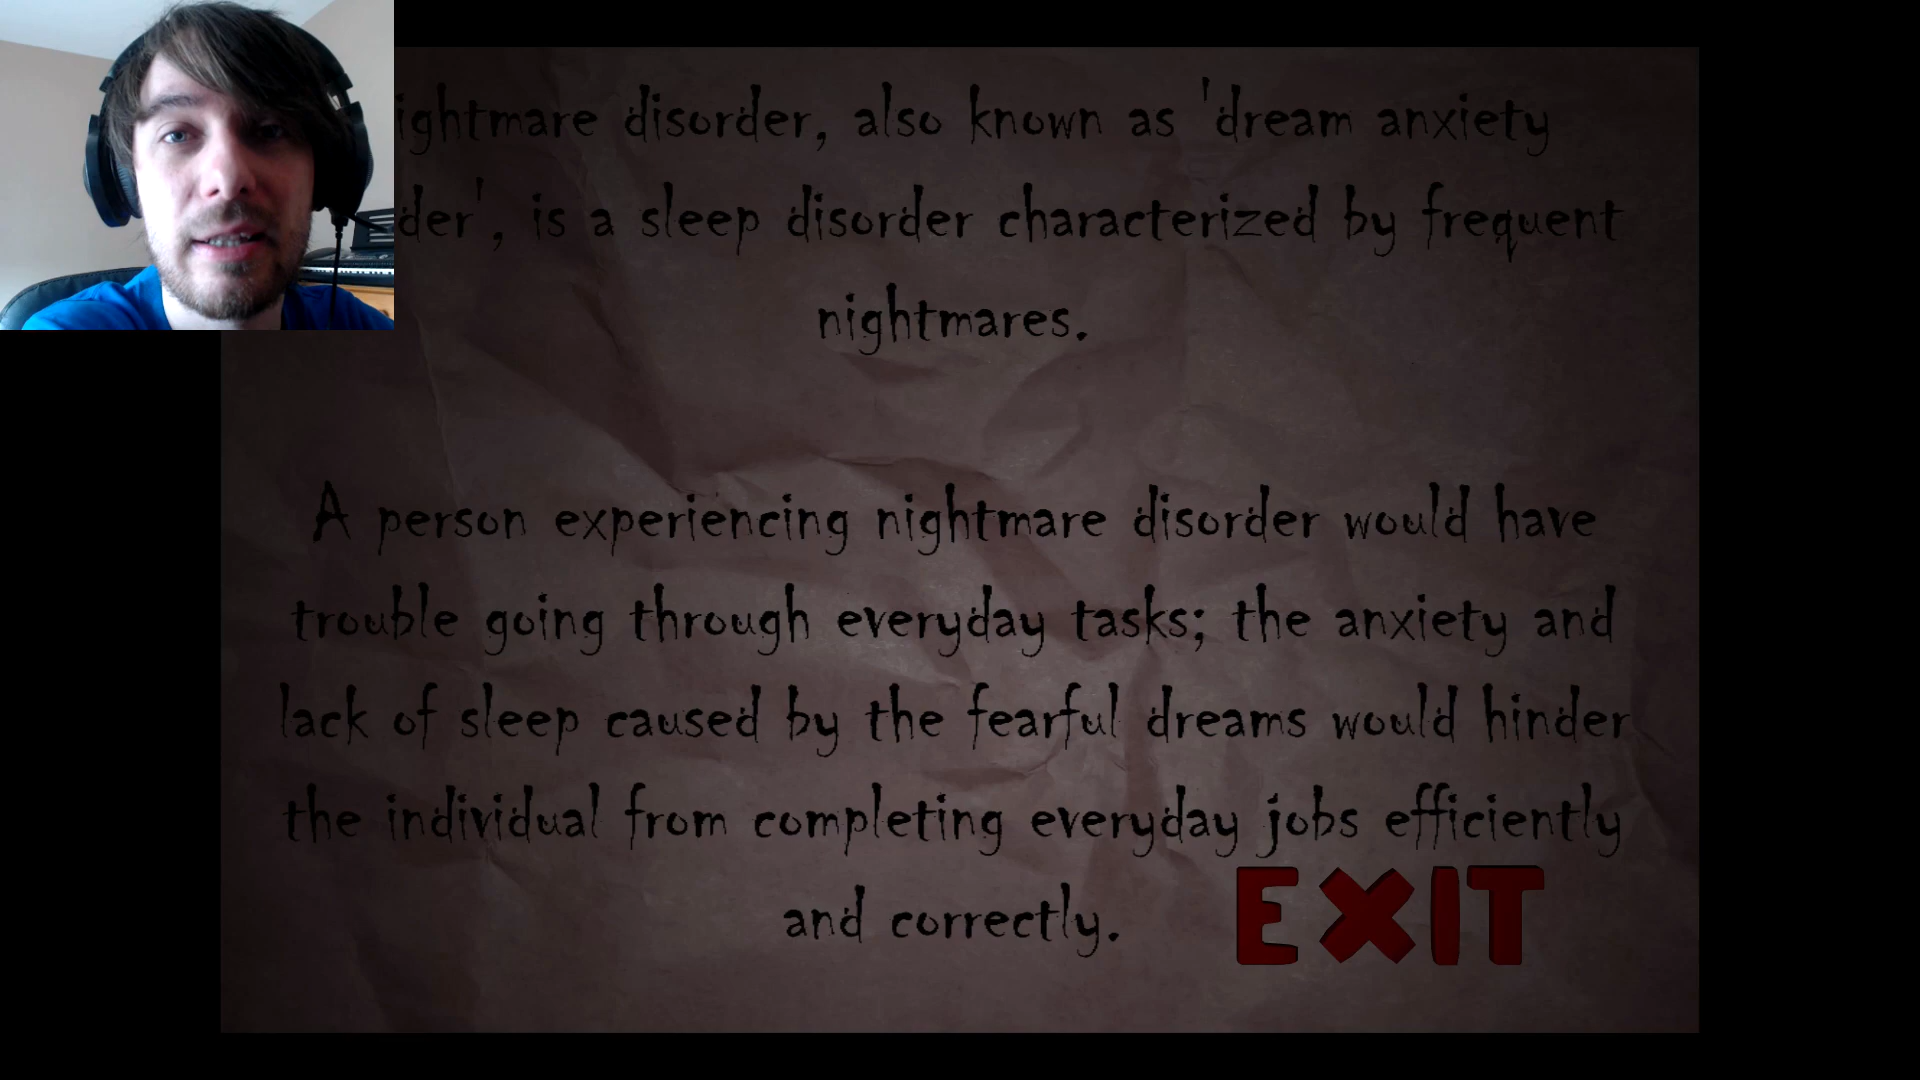 ightmare disorder, also known as 'dream anxiety
der', is a sleep disorder characterized by frequent
nightmares.
A person experiencing nightmare disorder would have
trouble going through everyday tasks; the anxiety and
lack of sleep caused by the fearful dreams would hinder
the individual from completing everyday jobs efficiently
and correctly.
EXIT